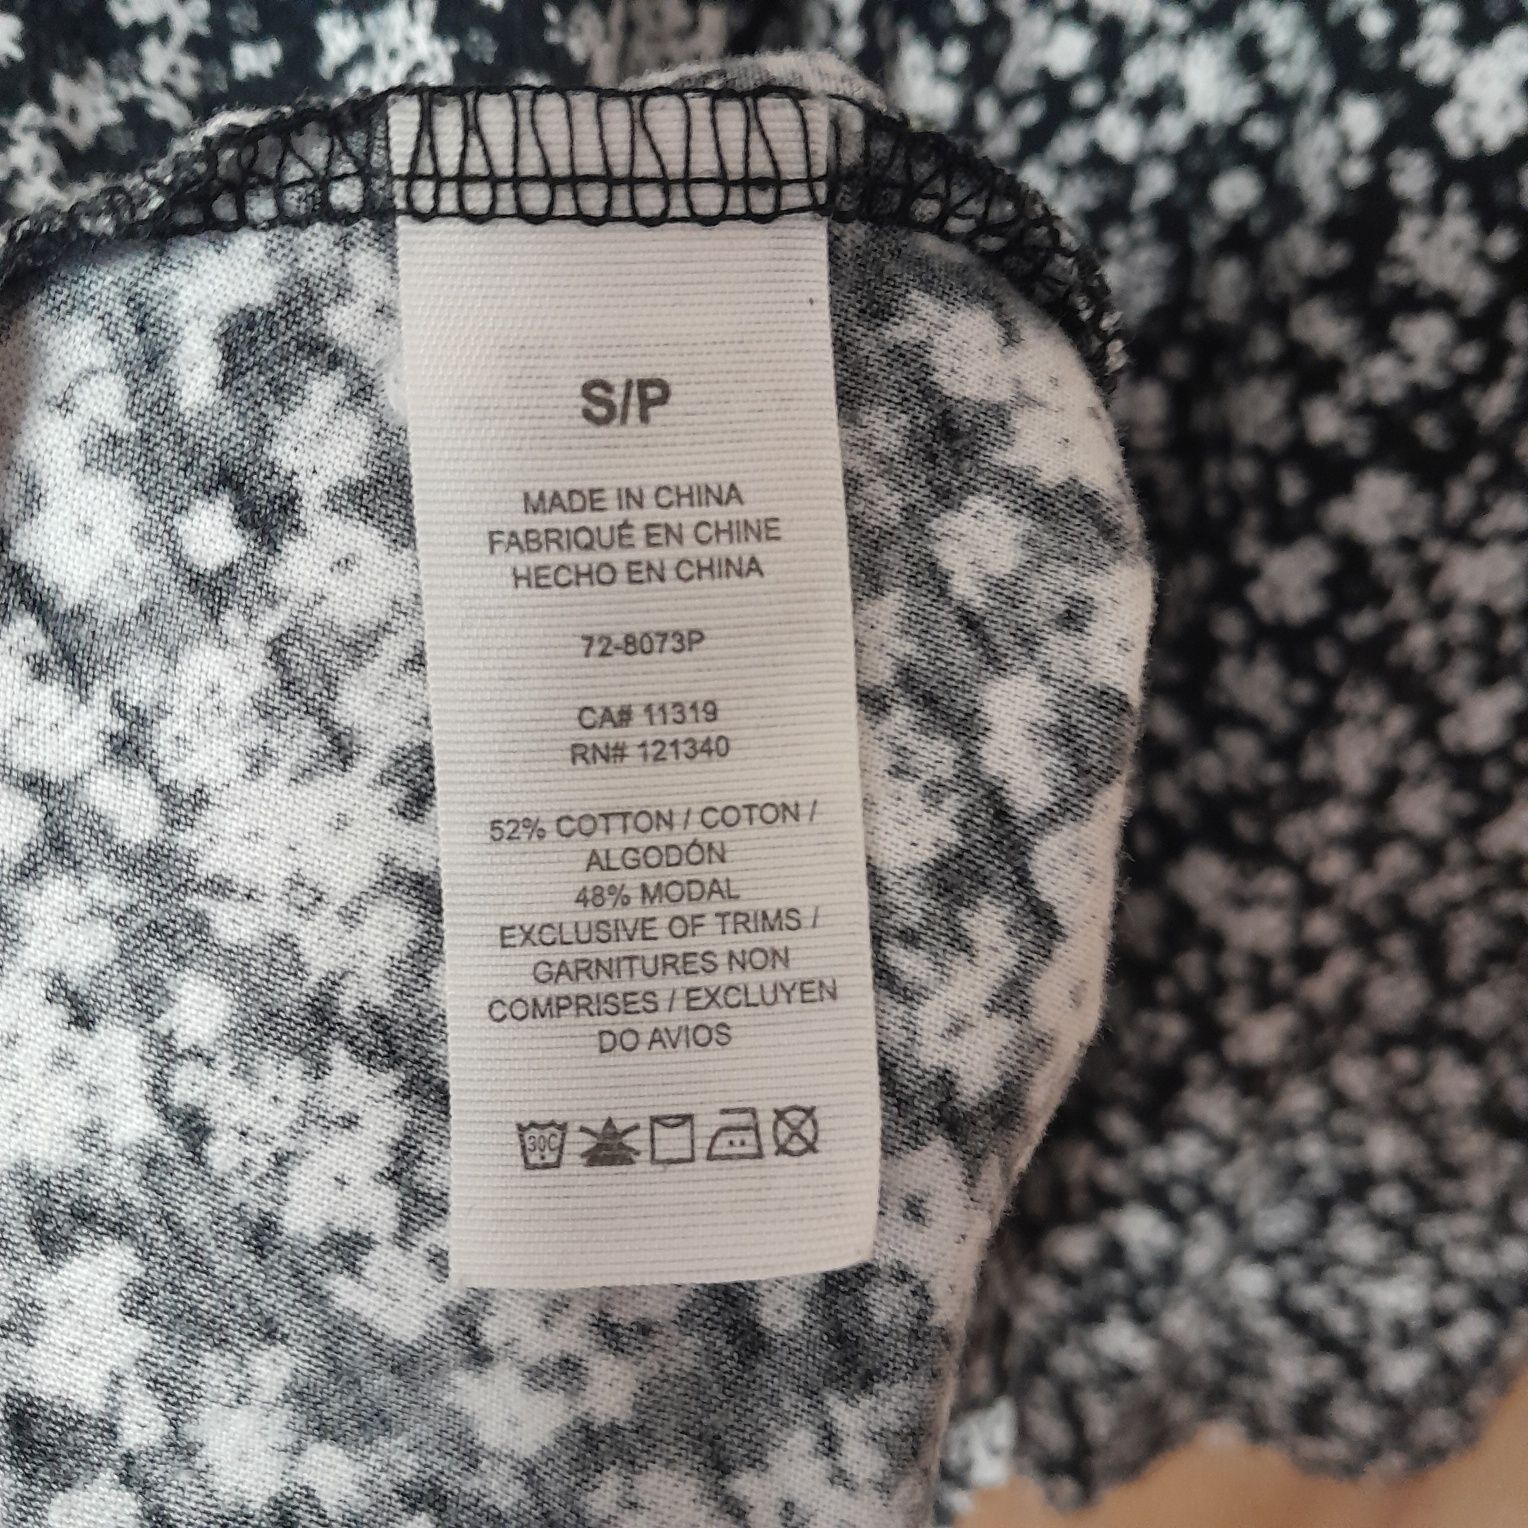 S/P
MADE IN CHINA
FABRIQUÉ EN CHINE
HECHO EN CHINA
72-8073P
CA# 11319
RN# 121340
52% COTTON / COTON /
ALGODÓN
48% MODAL
EXCLUSIVE OF TRIMS /
GARNITURES NON
COMPRISES / EXCLUYEN
DO AVIOS
30C